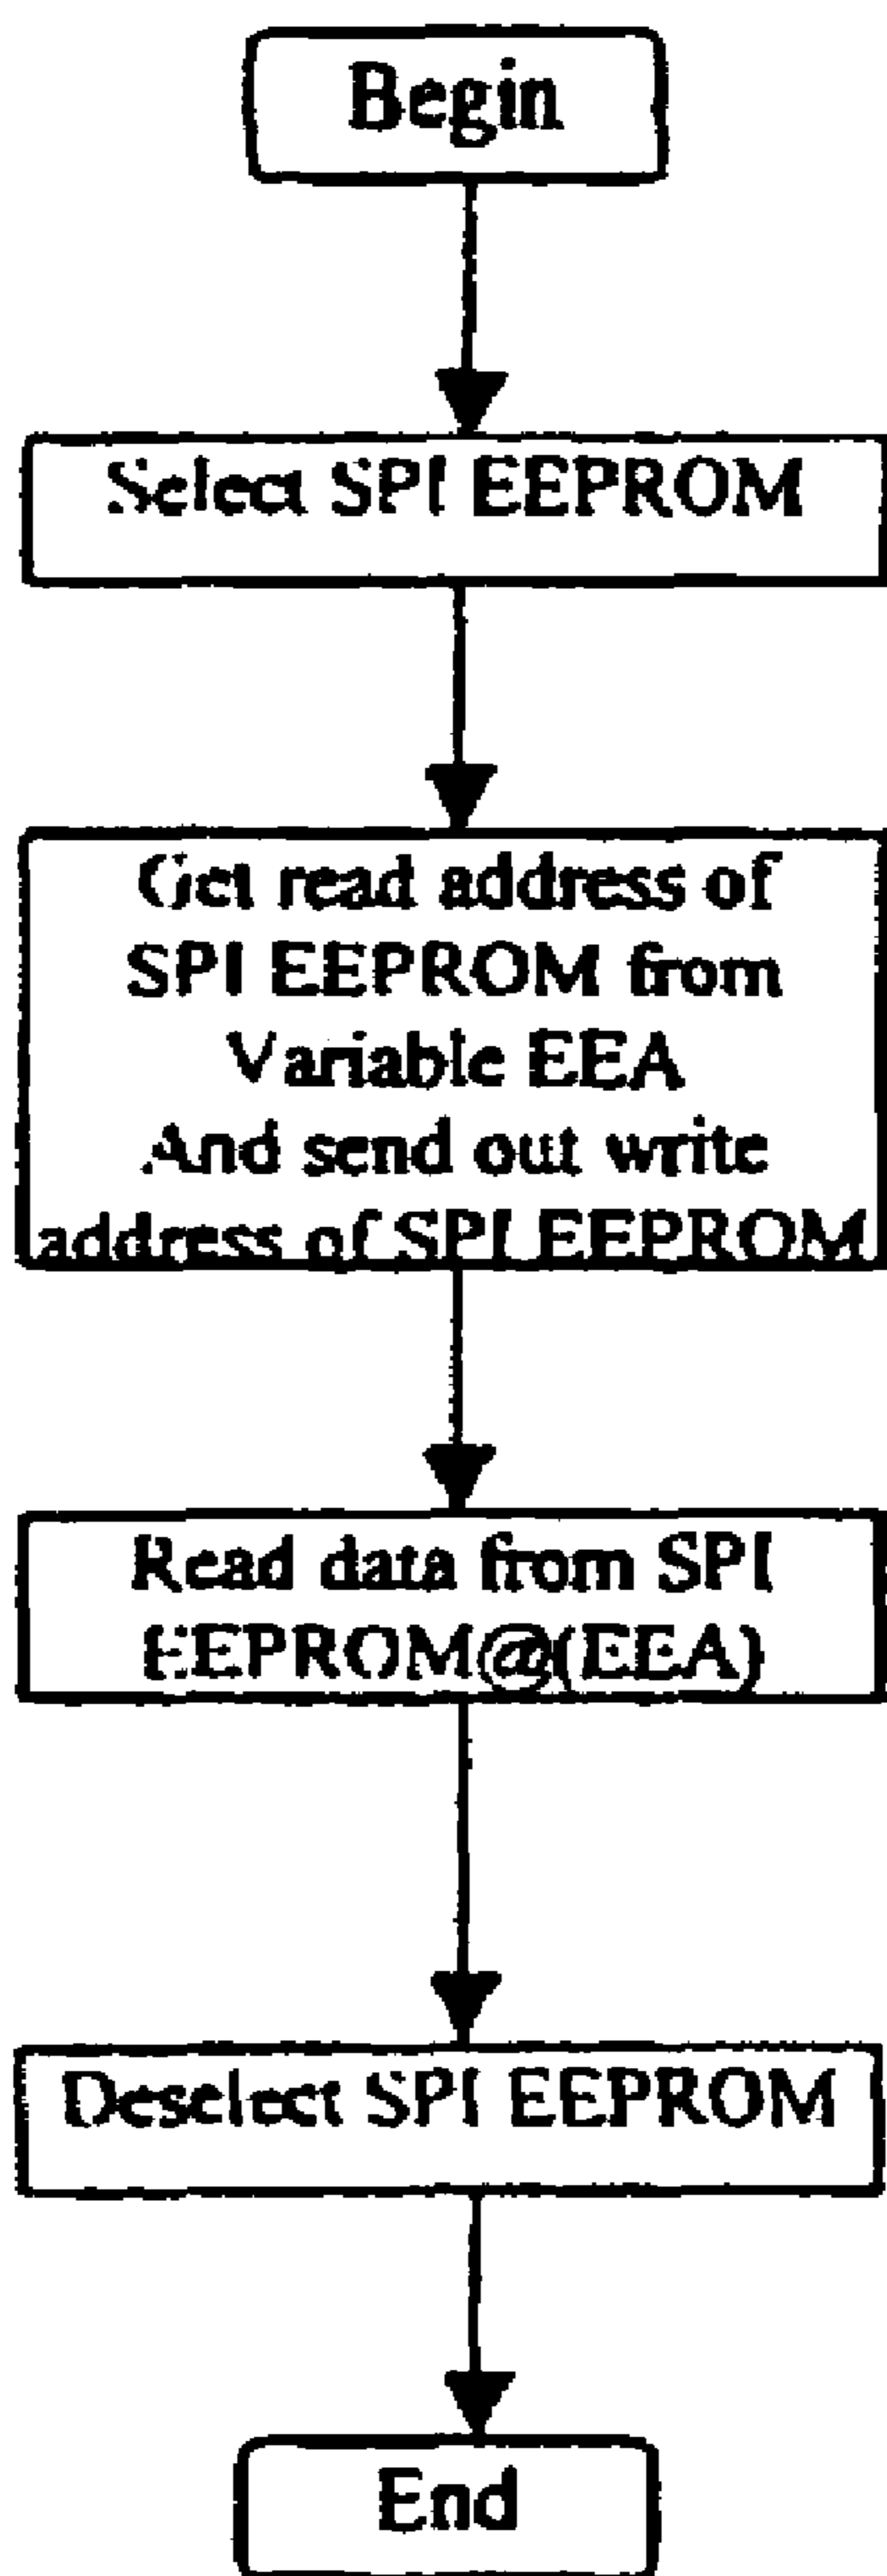 Begin
Select SPI EEPROM
Get read address of
SPI EEPROM from
Variable EEA
And send out write
address of SPI EEPROM
Read data from SPI
EEPROM@(EEA)
Deselect SPI EEPROM
End